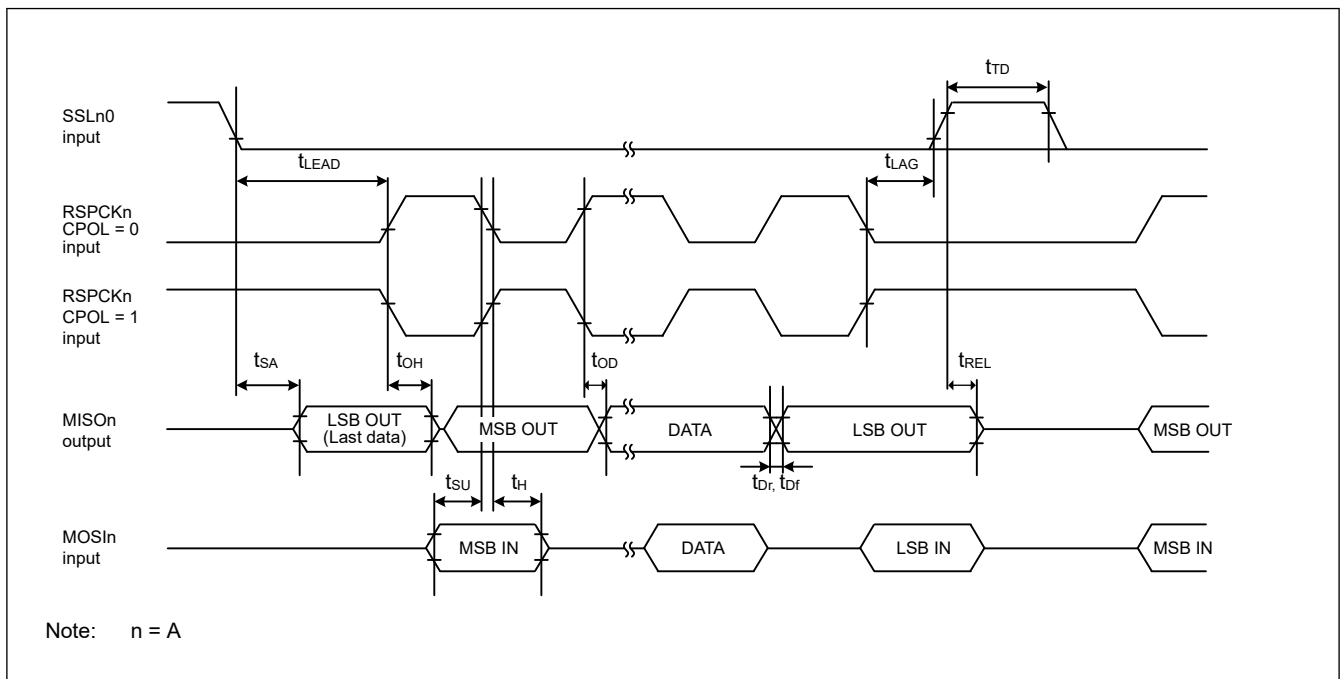 tTD
SSLn0
input
tLEAD
tLAG
RSPCKn
CPOL = 0
input
RSPCKn
CPOL = 1
input
tSA
tOH
tOD
tREL
MISOn
output
LSB OUT
(Last data)
MSB OUT
DATA
LSB OUT
MSB OUT
tSU
tH
tDr, tDf
MOSIn
input
MSB IN
DATA
LSB IN
MSB IN
Note: n = A